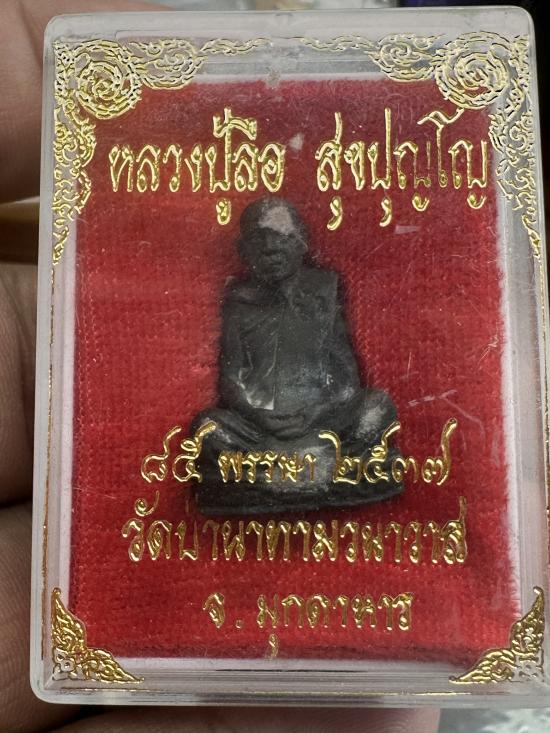 หลวงปู่ลือ สุขปุญฺโญ
๘๕ พรรษา ๒๕๓๗
วัดป่านาทามวนาวาส
จ. มุกดาหาร